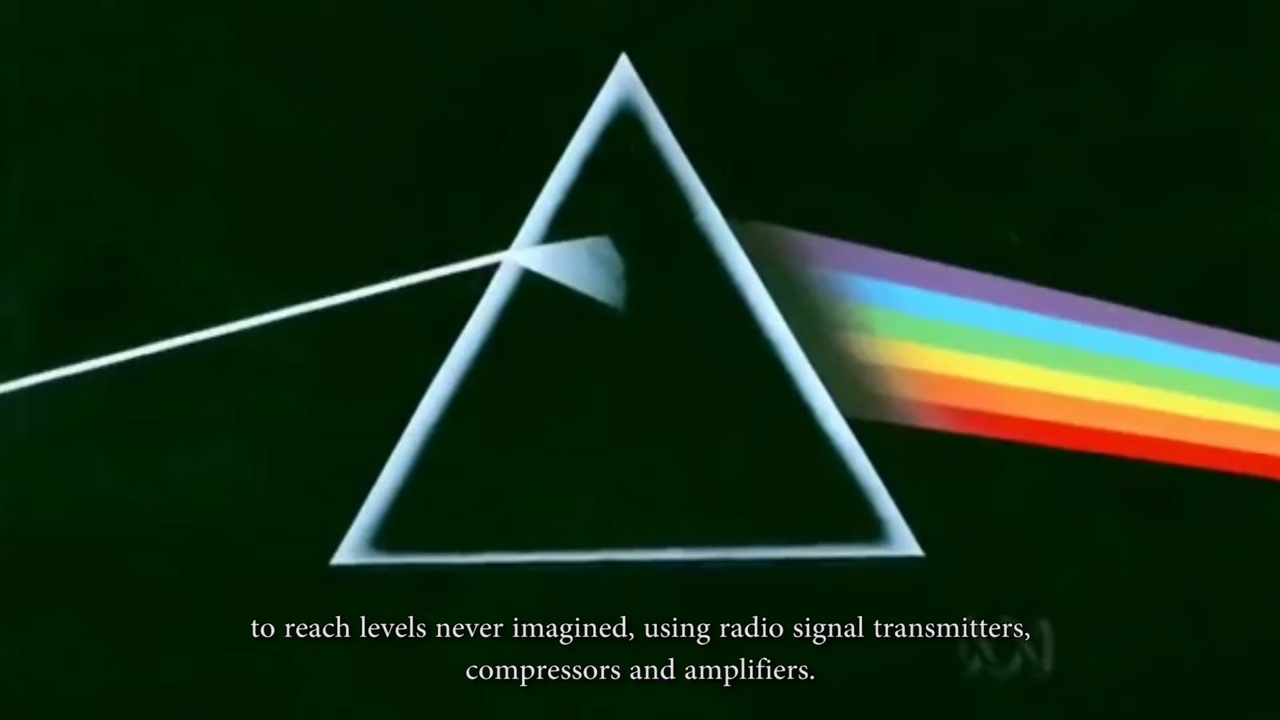 to reach levels never imagined, using radio signal transmitters,
compressors and amplifiers.